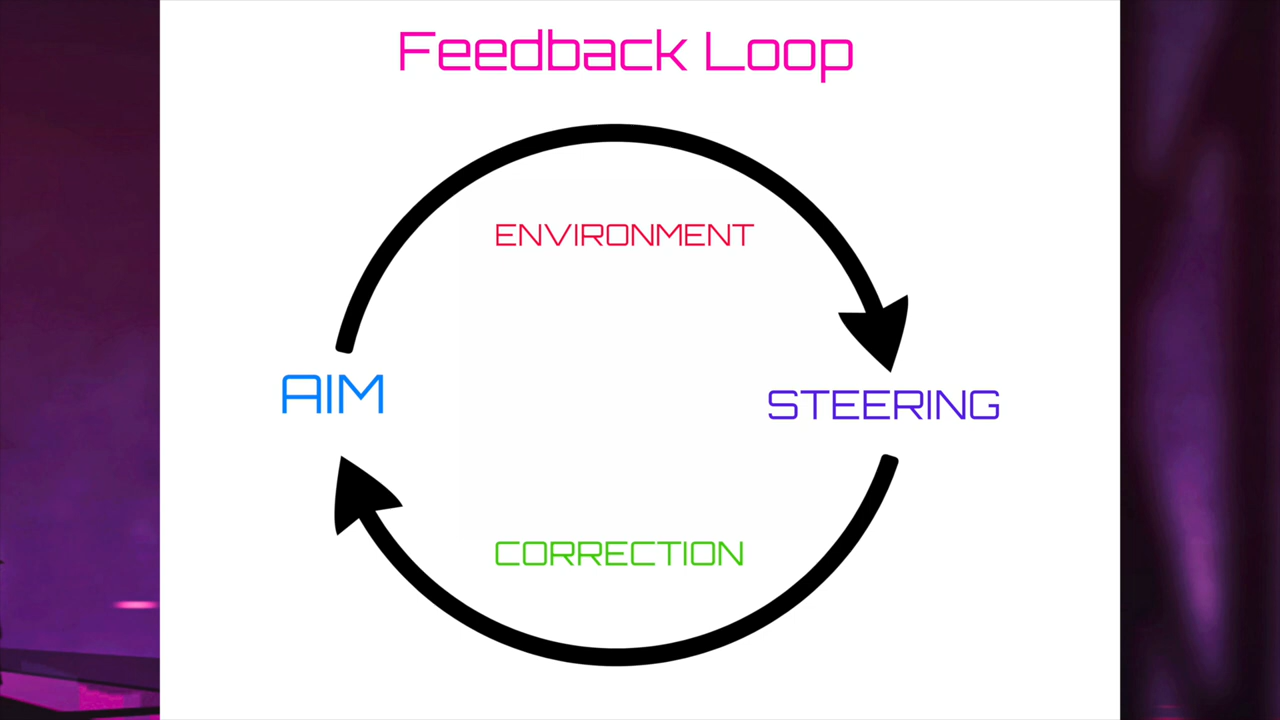 Feedback Loop
ENVIRONMENT
AIM
STEERING
CORRECTION